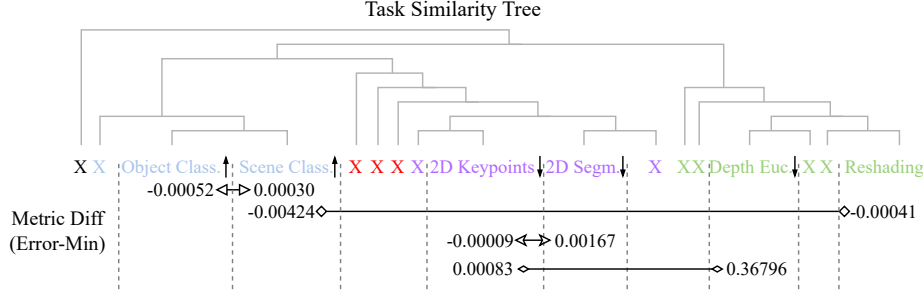 Task Similarity Tree
X X Object Class. Scene Class. X X X X 2D Keypoints 2D Segm. X X X Depth Euc. X X Reshading
-0.00052 0.00030
-0.00424 -0.00041
Metric Diff
(Error-Min)
-0.00009 0.00167
0.00083 0.36796